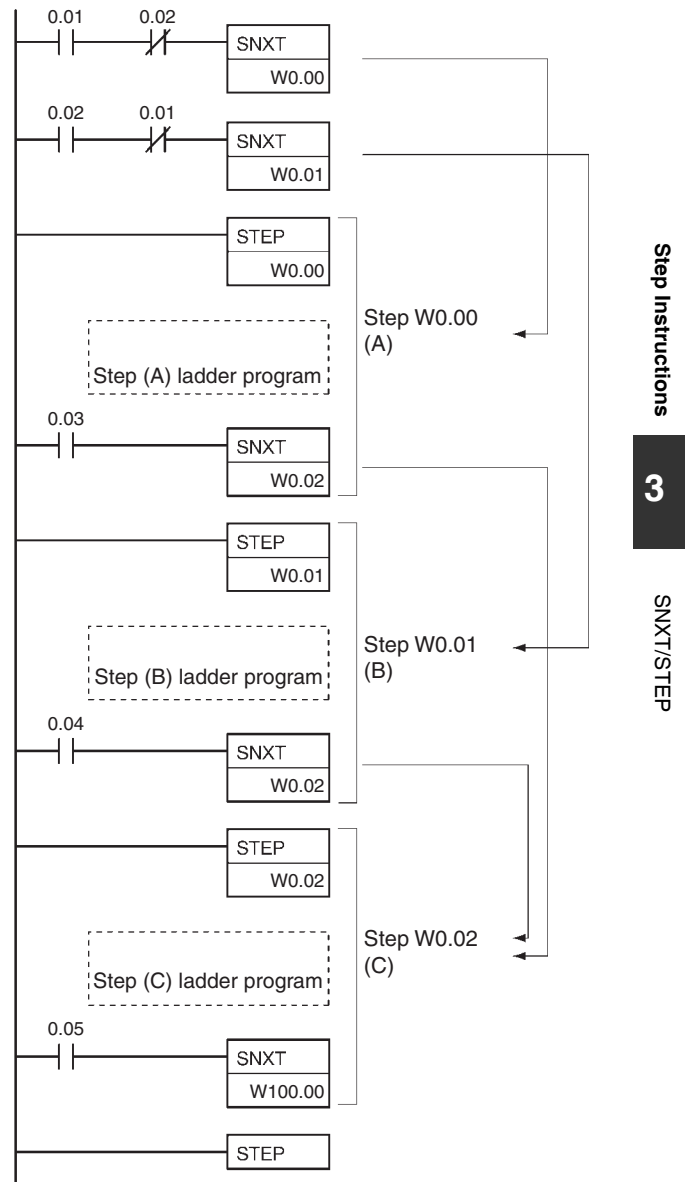 0.01 0.02
SNXT
W0.00
0.02 0.01
SNXT
W0.01
STEP
W0.00
Step W0.00
(A)
Step (A) ladder program
0.03
SNXT
W0.02
STEP
W0.01
Step W0.01
(B)
Step (B) ladder program
0.04
SNXT
W0.02
STEP
W0.02
Step W0.02
(C)
Step (C) ladder program
0.05
SNXT
W100.00
STEP
Step Instructions
3
SNXT/STEP